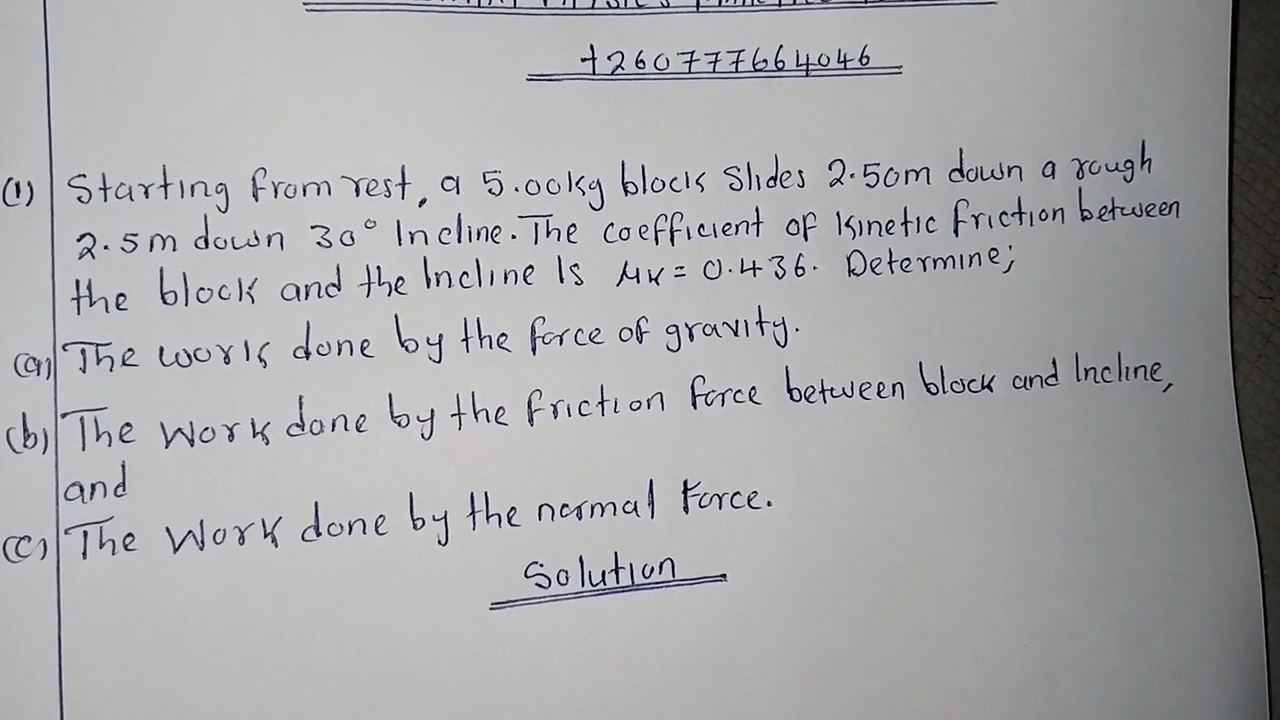 +260777664046
(1) Starting from rest, a 5.00kg block Slides 2.50m down a rough
2.5m down 30° Incline. The coefficient of kinetic friction between
the block and the Incline Is μk = 0.436. Determine;
(a) The work done by the force of gravity.
(b) The Work done by the friction force between block and Incline,
and
(c) The Work done by the normal Force.
Solution